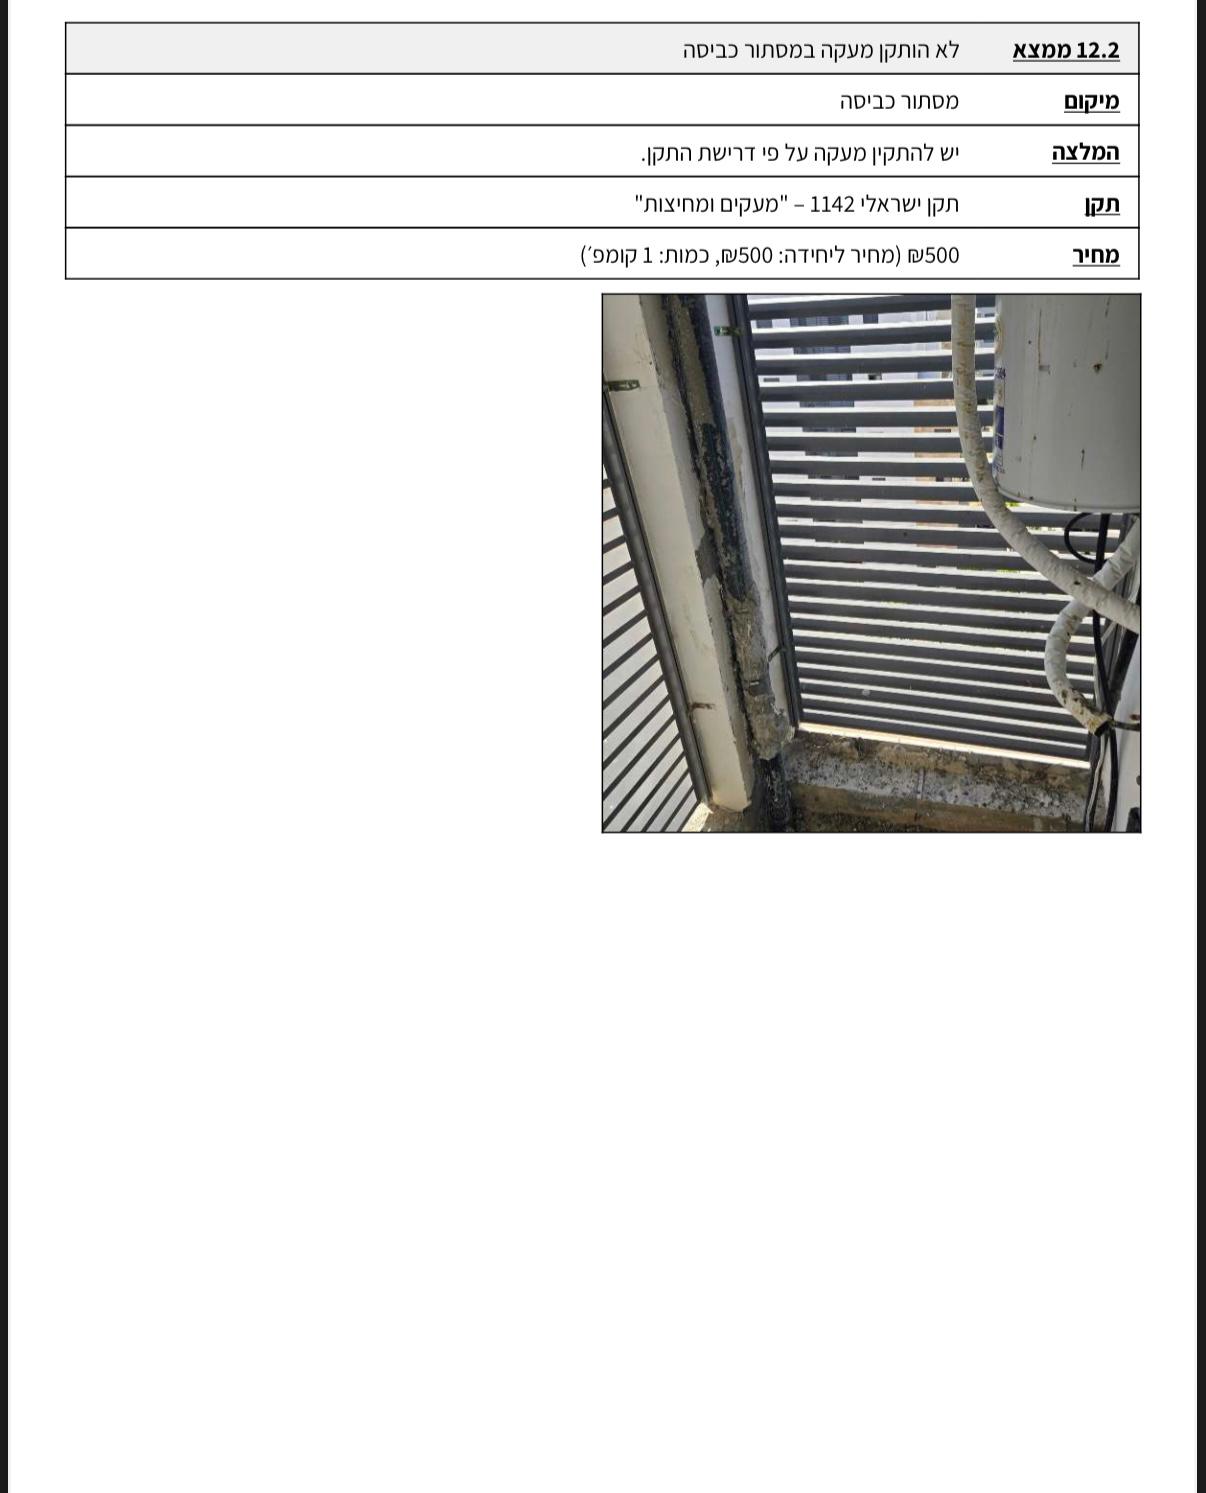 12.2 ממצא לא הותקן מעקה במסתור כביסה
מיקום מסתור כביסה
המלצה יש להתקין מעקה על פי דרישת התקן.
תקן תקן ישראלי 1142 – "מעקים ומחיצות"
מחיר ₪500 (מחיר ליחידה: ₪500, כמות: 1 קומפ׳)